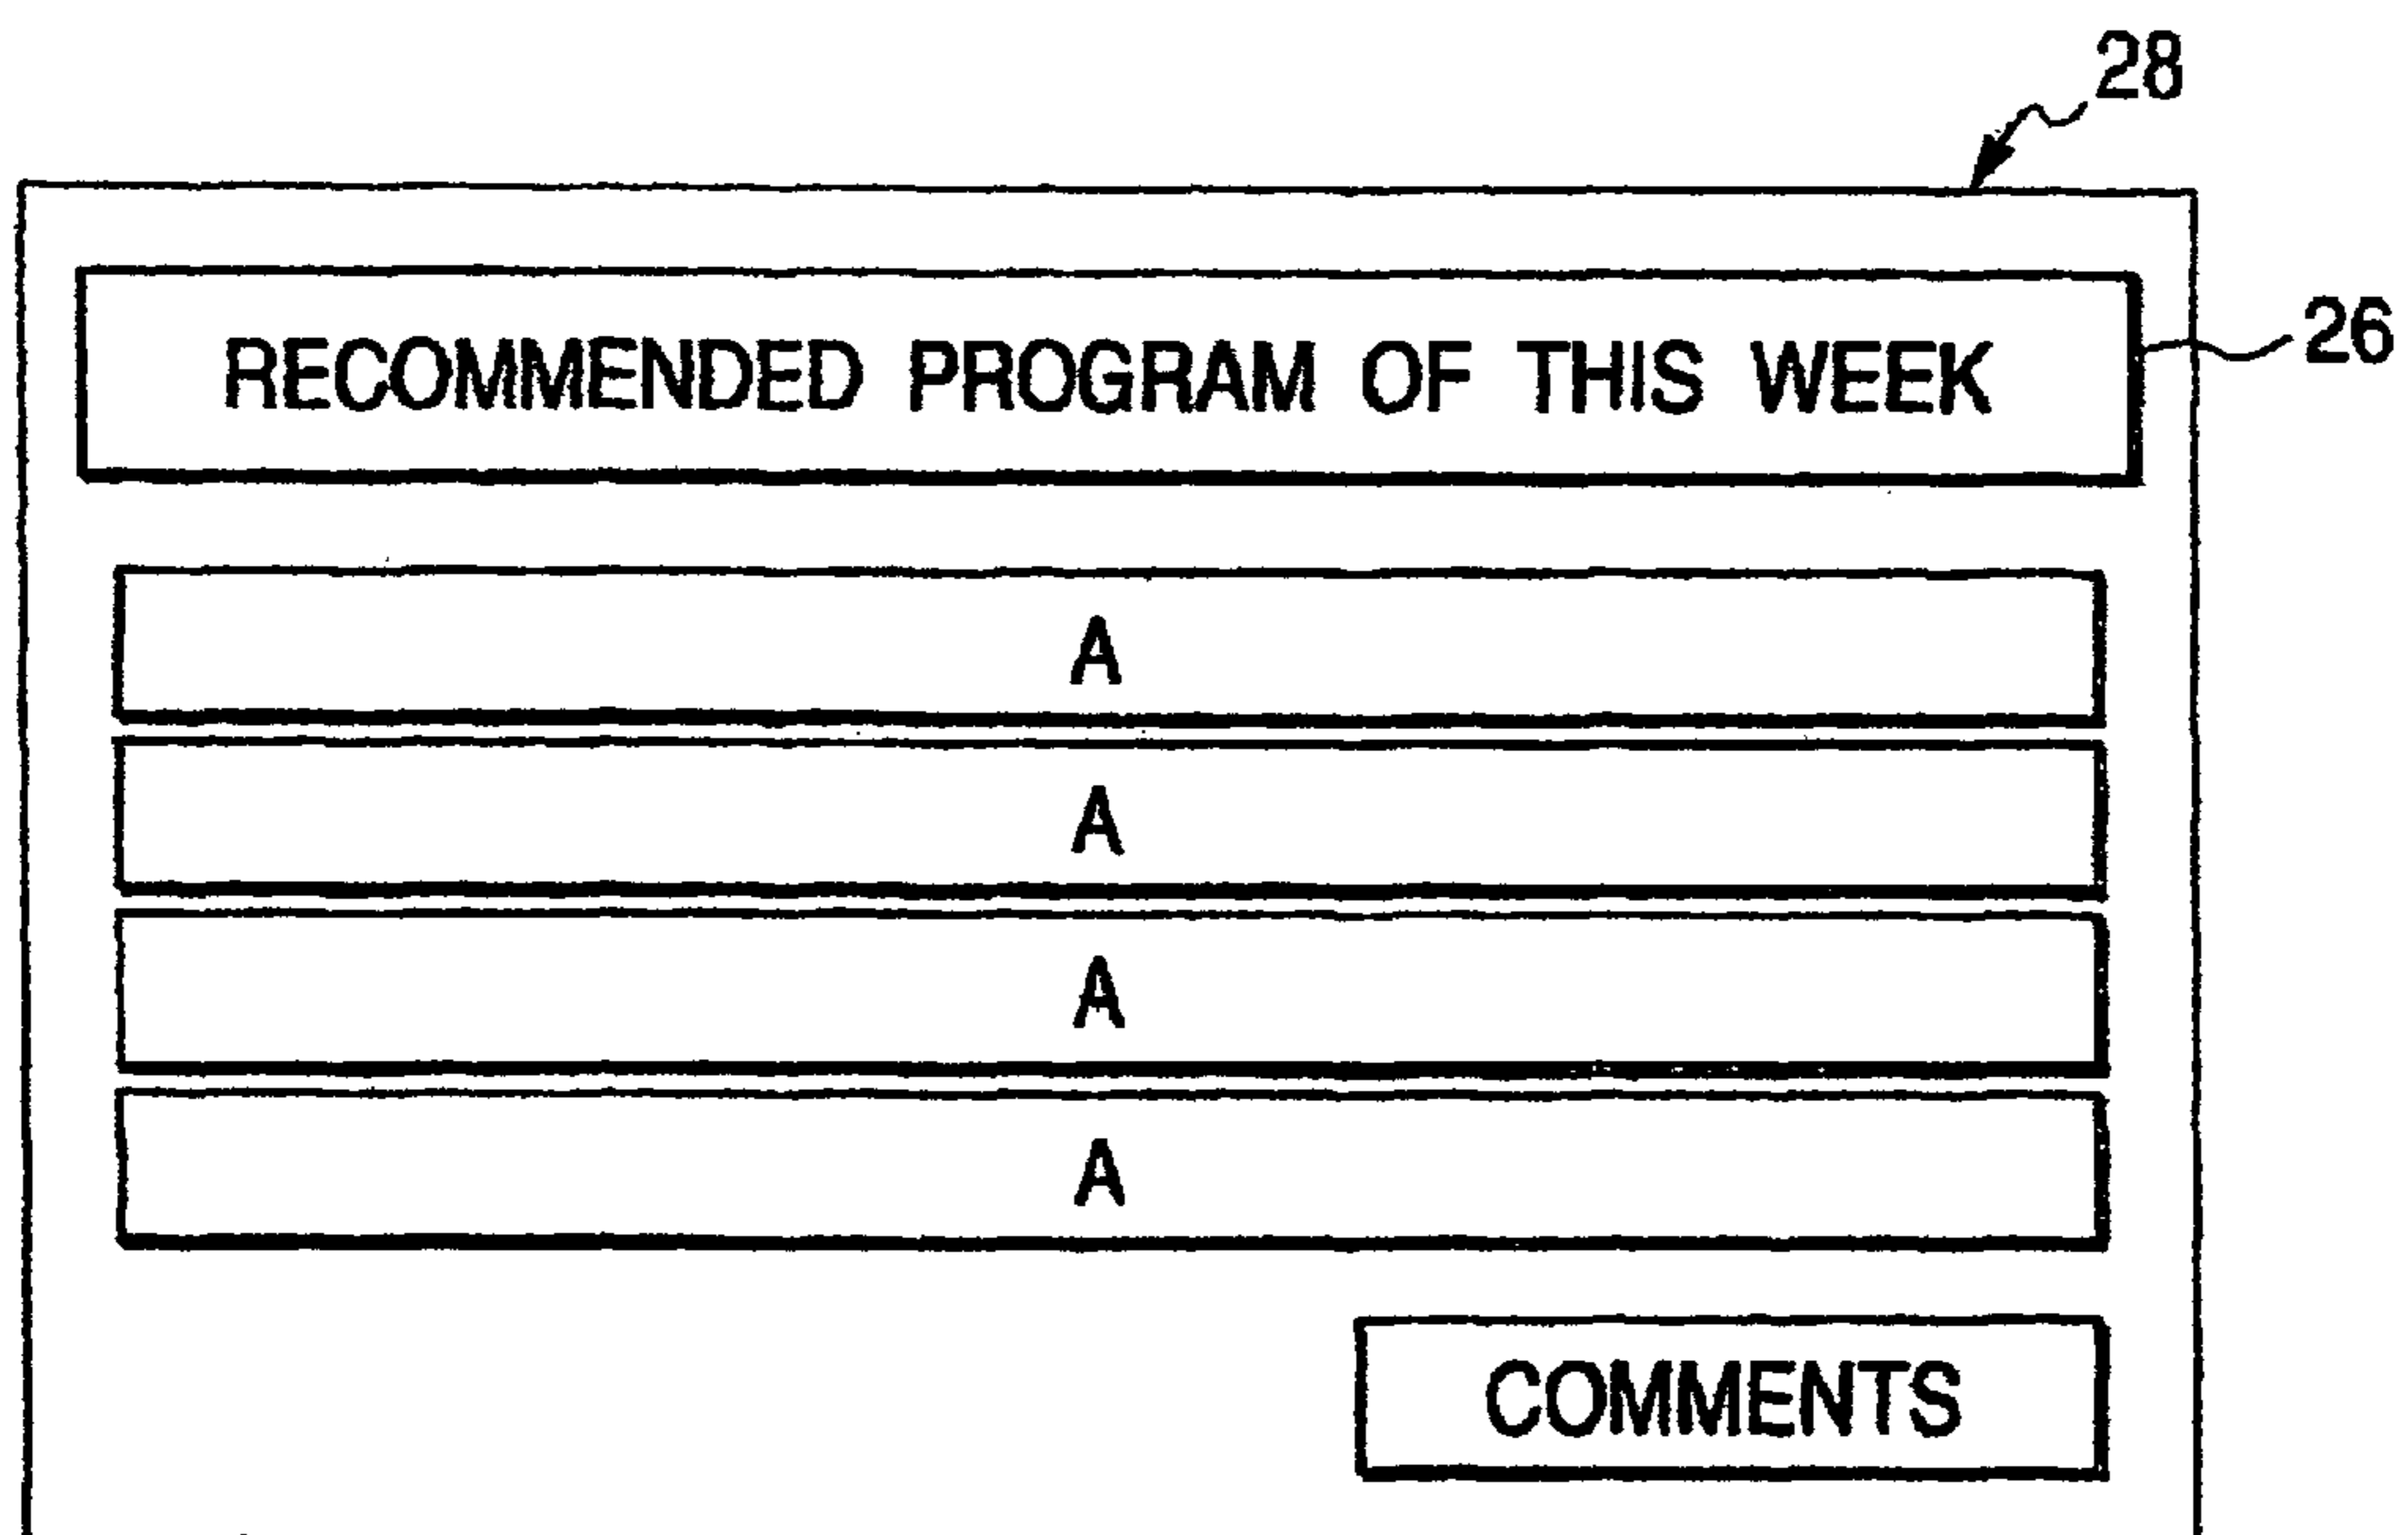 28
RECOMMENDED PROGRAM OF THIS WEEK
26
A
A
A
A
COMMENTS